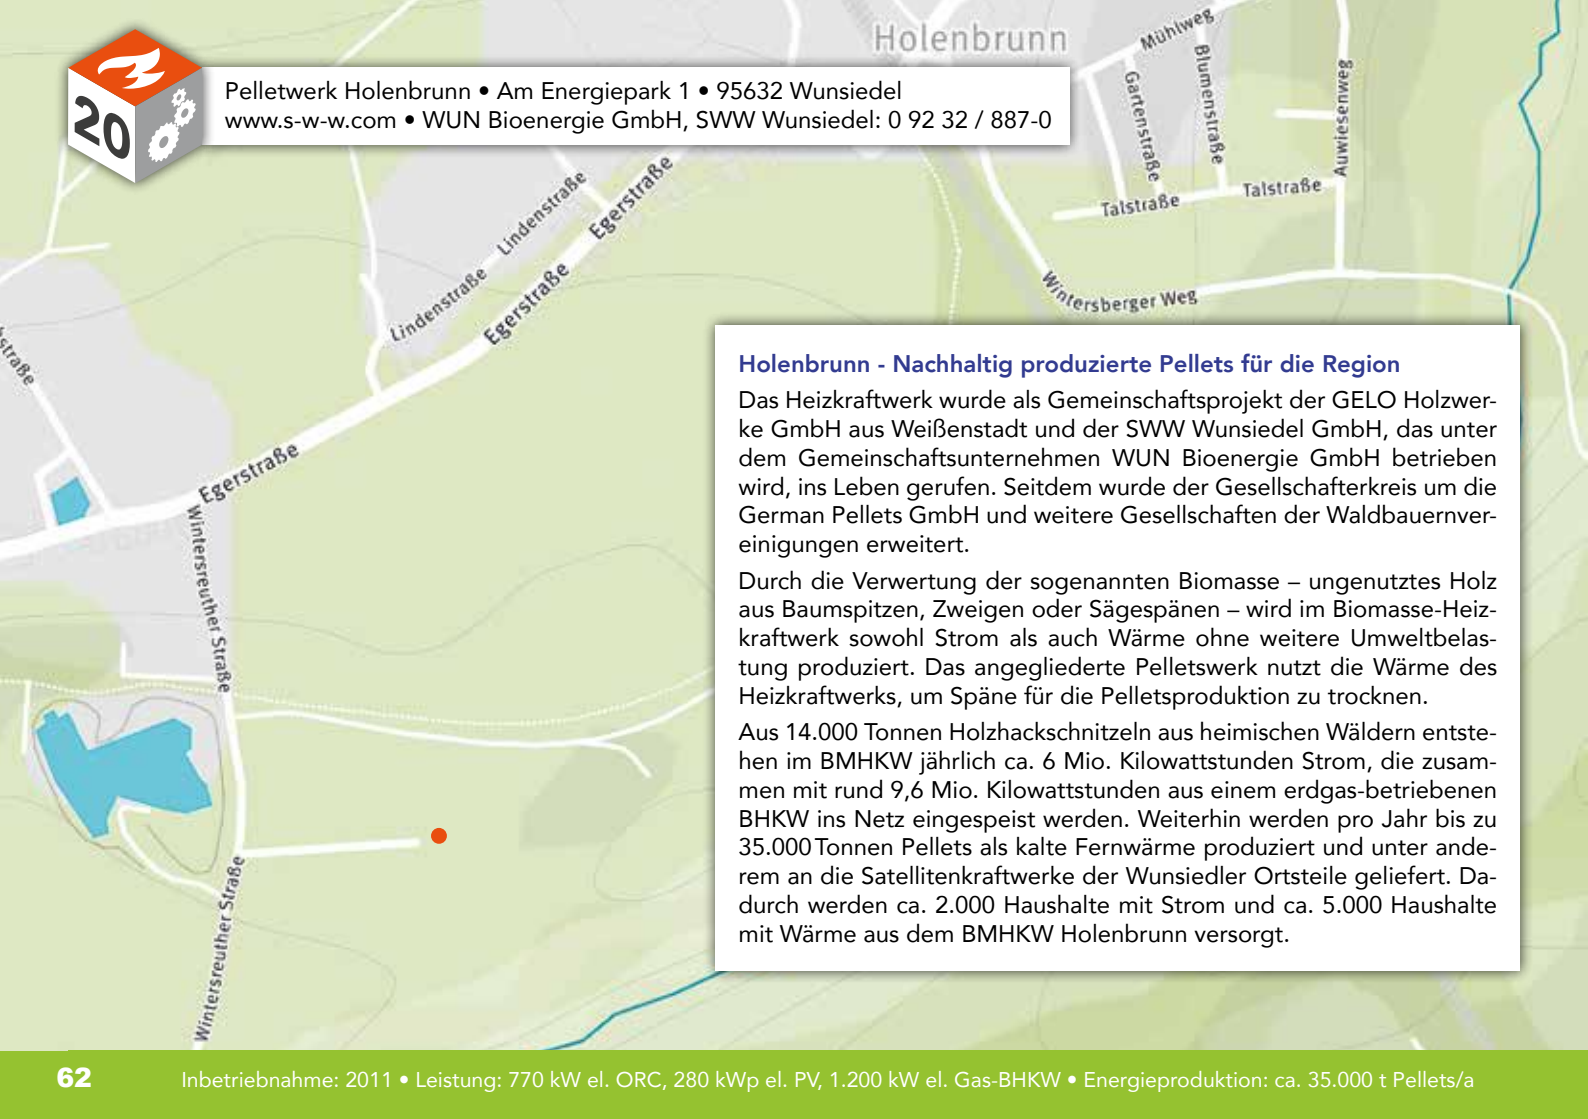 Holenbrunn
Mühlweg
Blumenstraße
Gartenstraße
Auwiesenweg
20
Pelletwerk Holenbrunn • Am Energiepark 1 • 95632 Wunsiedel
www.s-w-w.com • WUN Bioenergie GmbH, SWW Wunsiedel: 0 92 32 / 887-0
Lindenstraße
Egerstraße
Talstraße
Talstraße
Lindenstraße
Egerstraße
Wintersberger Weg
Egerstraße
Wintersreuther Straße
Wintersreuther Straße
Holenbrunn - Nachhaltig produzierte Pellets für die Region
Das Heizkraftwerk wurde als Gemeinschaftsprojekt der GELO Holzwer-
ke GmbH aus Weißenstadt und der SWW Wunsiedel GmbH, das unter
dem Gemeinschaftsunternehmen WUN Bioenergie GmbH betrieben
wird, ins Leben gerufen. Seitdem wurde der Gesellschafterkreis um die
German Pellets GmbH und weitere Gesellschaften der Waldbauernver-
einigungen erweitert.
Durch die Verwertung der sogenannten Biomasse – ungenutztes Holz
aus Baumspitzen, Zweigen oder Sägespänen – wird im Biomasse-Heiz-
kraftwerk sowohl Strom als auch Wärme ohne weitere Umweltbelas-
tung produziert. Das angegliederte Pelletswerk nutzt die Wärme des
Heizkraftwerks, um Späne für die Pelletsproduktion zu trocknen.
Aus 14.000 Tonnen Holzhackschnitzeln aus heimischen Wäldern entste-
hen im BMHKW jährlich ca. 6 Mio. Kilowattstunden Strom, die zusam-
men mit rund 9,6 Mio. Kilowattstunden aus einem erdgas-betriebenen
BHKW ins Netz eingespeist werden. Weiterhin werden pro Jahr bis zu
35.000 Tonnen Pellets als kalte Fernwärme produziert und unter ande-
rem an die Satellitenkraftwerke der Wunsiedler Ortsteile geliefert. Da-
durch werden ca. 2.000 Haushalte mit Strom und ca. 5.000 Haushalte
mit Wärme aus dem BMHKW Holenbrunn versorgt.
62
Inbetriebnahme: 2011 • Leistung: 770 kW el. ORC, 280 kWp el. PV, 1.200 kW el. Gas-BHKW • Energieproduktion: ca. 35.000 t Pellets/a